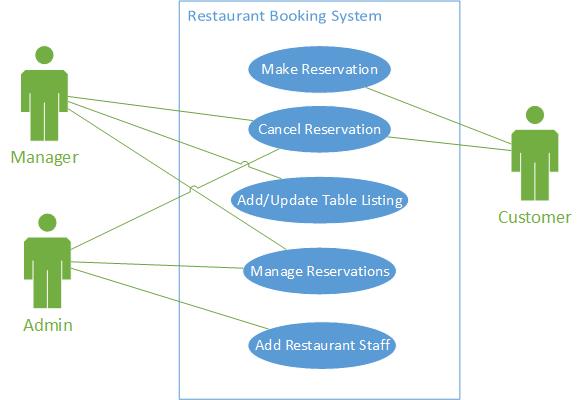 Restaurant Booking System
Make Reservation
Manager
Cancel Reservation
Add/Update Table Listing
Customer
Manage Reservations
Admin
Add Restaurant Staff